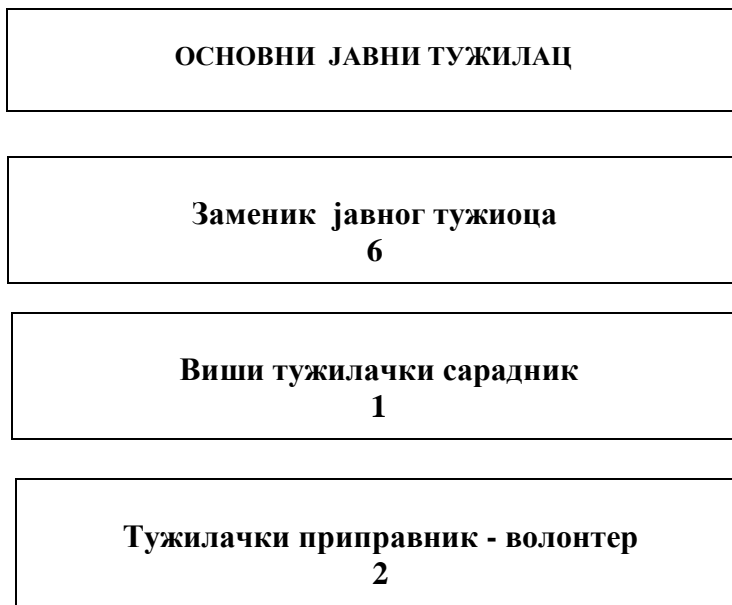 ОСНОВНИ ЈАВНИ ТУЖИЛАЦ
Заменик јавног тужиоца
6
Виши тужилачки сарадник
1
Тужилачки приправник - волонтер
2